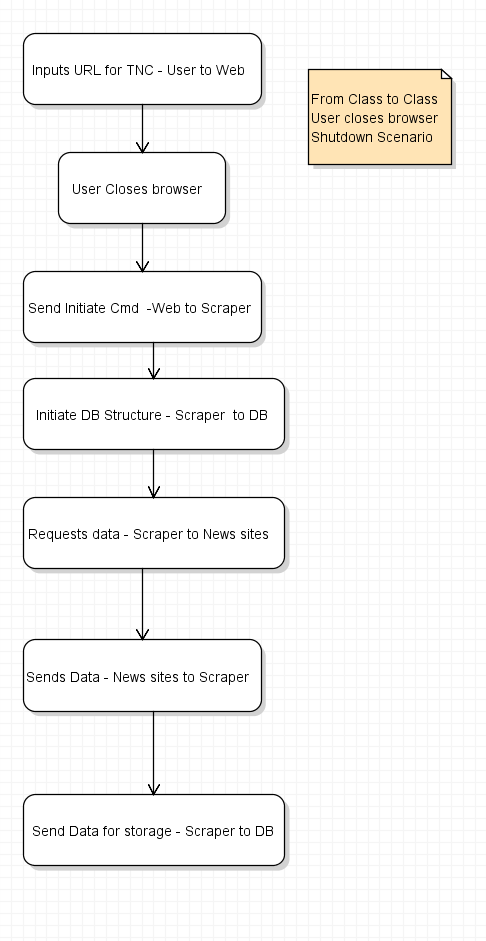 Inputs URL for TNC - User to Web
From Class to Class
User closes browser
Shutdown Scenario
User Closes browser
Send Initiate Cmd  -Web to Scraper
Initiate DB Structure - Scraper  to DB
Requests data - Scraper to News sites
Sends Data - News sites to Scraper
Send Data for storage - Scraper to DB